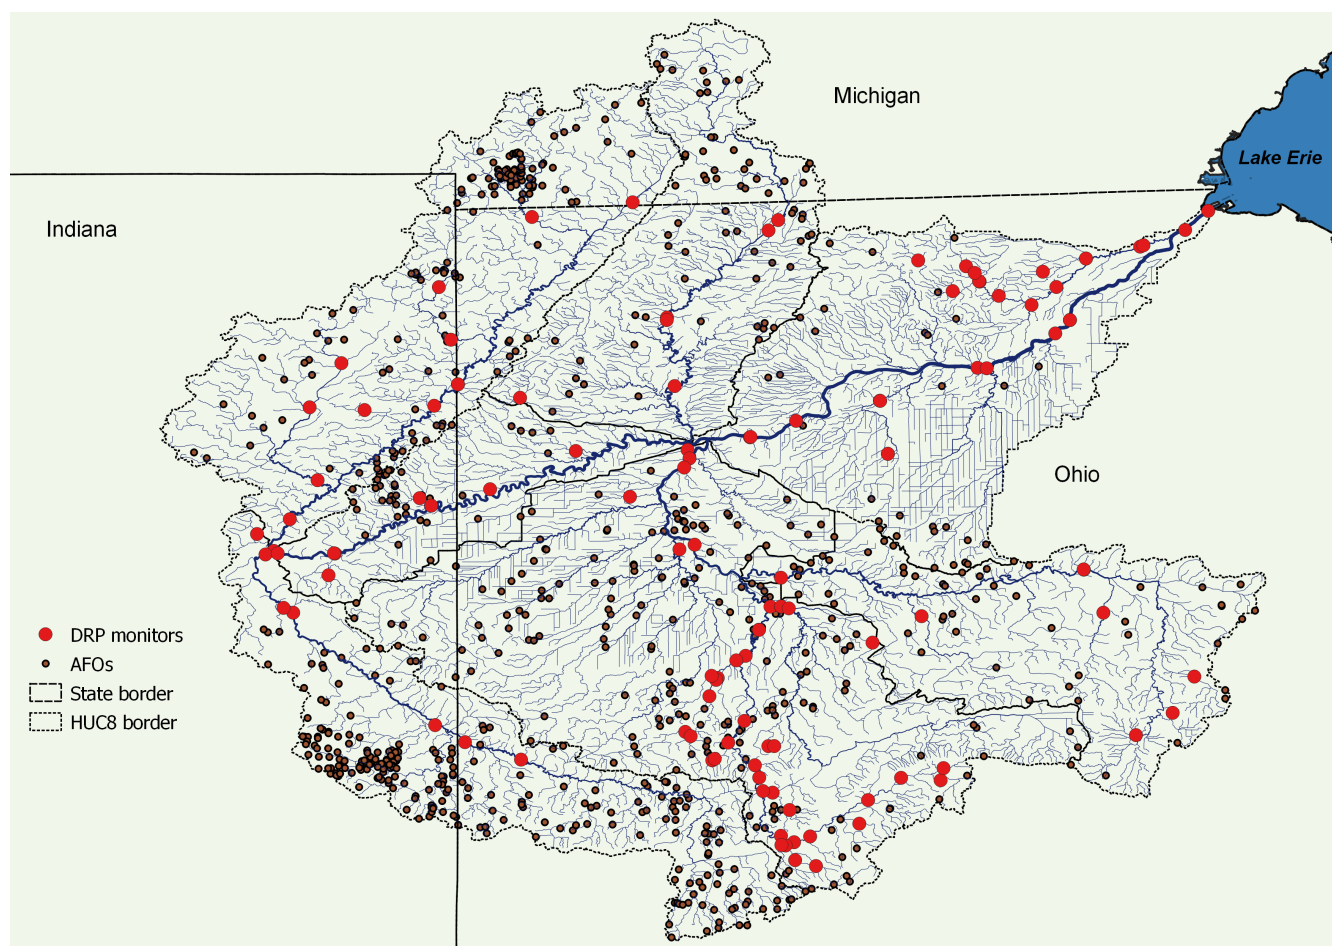 Michigan
Lake Erie
Indiana
Ohio
DRP monitors
AFOs
State border
HUC8 border